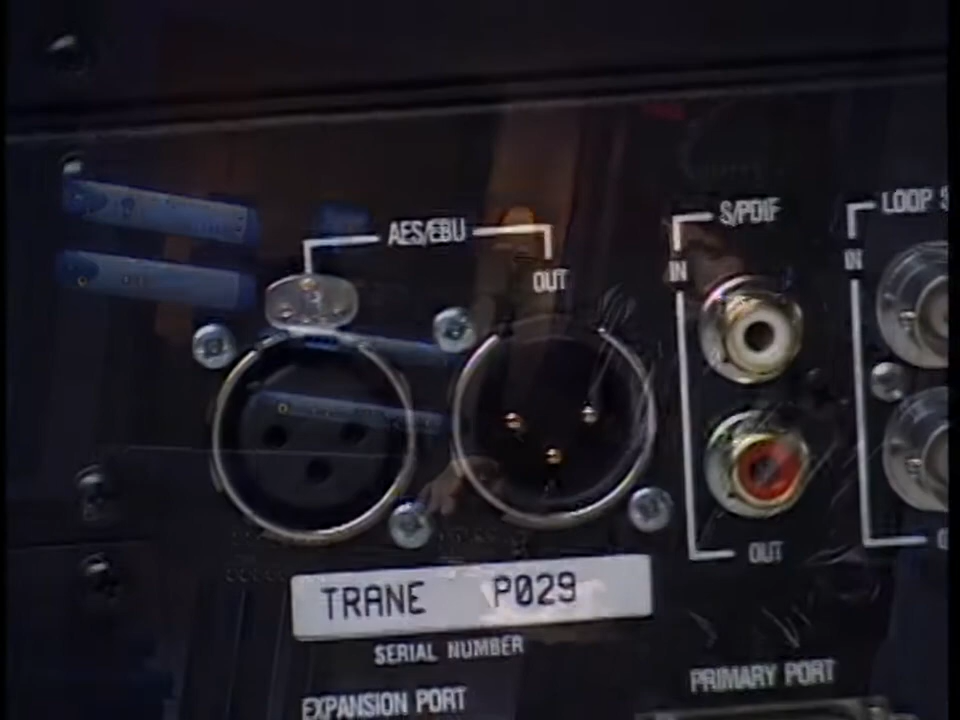 AES/EBU
OUT
S/PDIF
IN
OUT
LOOP
IN
TRANE P029
SERIAL NUMBER
EXPANSION PORT
PRIMARY PORT